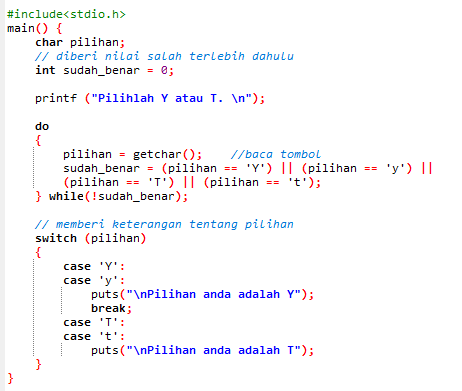 #include<stdio.h>
main() {
    char pilihan;
    // diberi nilai salah terlebih dahulu
    int sudah_benar = 0;

    printf ("Pilihlah Y atau T. \n");

    do
    {
        pilihan = getchar();    //baca tombol
        sudah_benar = (pilihan == 'Y') || (pilihan == 'y') ||
        (pilihan == 'T') || (pilihan == 't');
    } while(!sudah_benar);

    // memberi keterangan tentang pilihan
    switch (pilihan)
    {
        case 'Y':
        case 'y':
            puts("\nPilihan anda adalah Y");
            break;
        case 'T':
        case 't':
            puts("\nPilihan anda adalah T");
    }
}